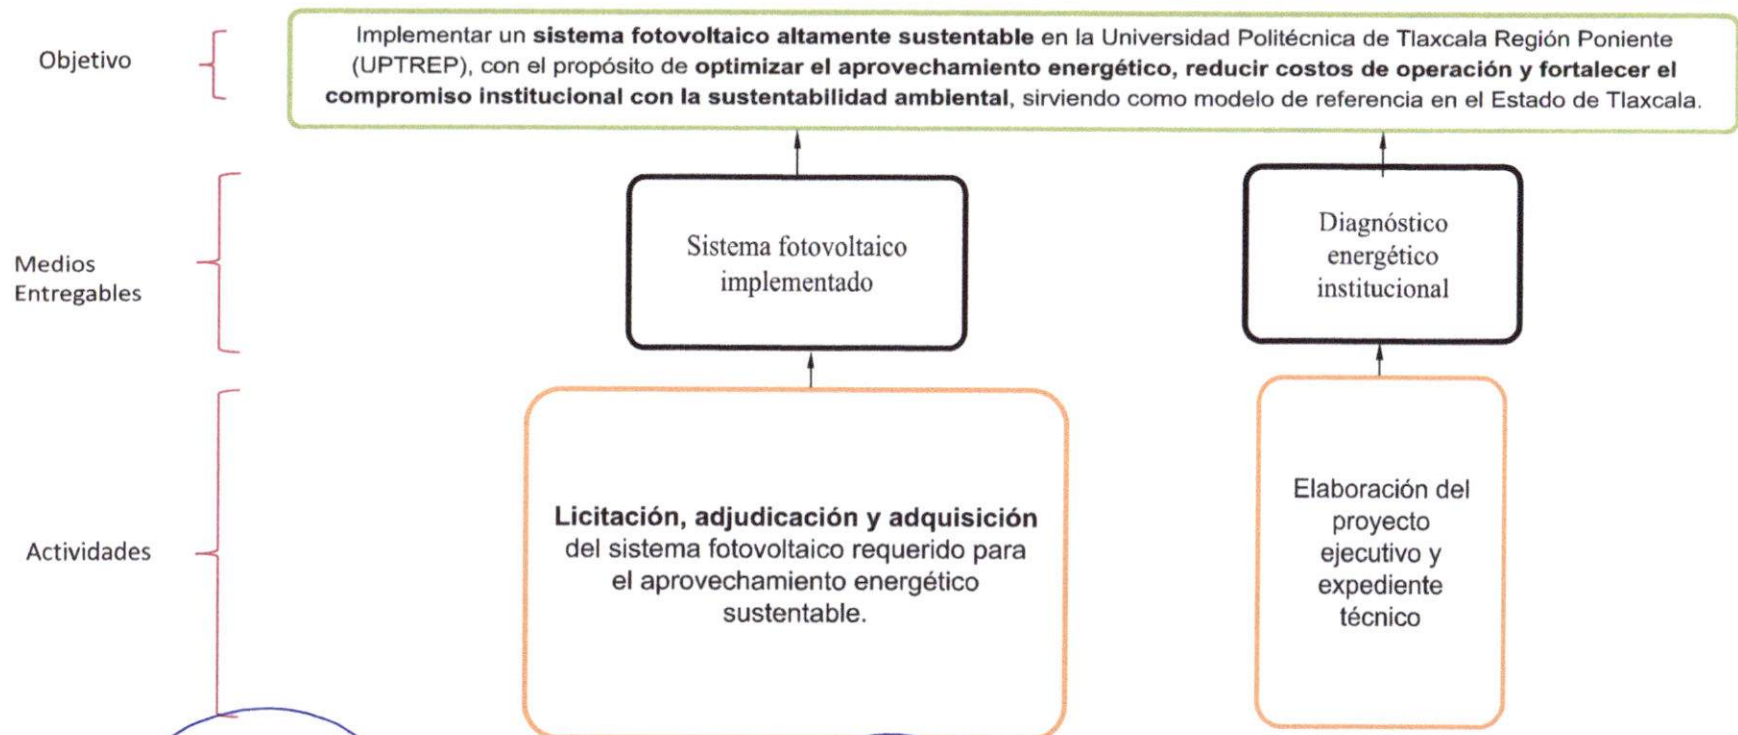 Objetivo
Implementar un sistema fotovoltaico altamente sustentable en la Universidad Politécnica de Tlaxcala Región Poniente
(UPTREP), con el propósito de optimizar el aprovechamiento energético, reducir costos de operación y fortalecer el
compromiso institucional con la sustentabilidad ambiental, sirviendo como modelo de referencia en el Estado de Tlaxcala.
Medios
Entregables
Sistema fotovoltaico
implementado
Diagnóstico
energético
institucional
Actividades
Licitación, adjudicación y adquisición
del sistema fotovoltaico requerido para
el aprovechamiento energético
sustentable.
Elaboración del
proyecto
ejecutivo y
expediente
técnico